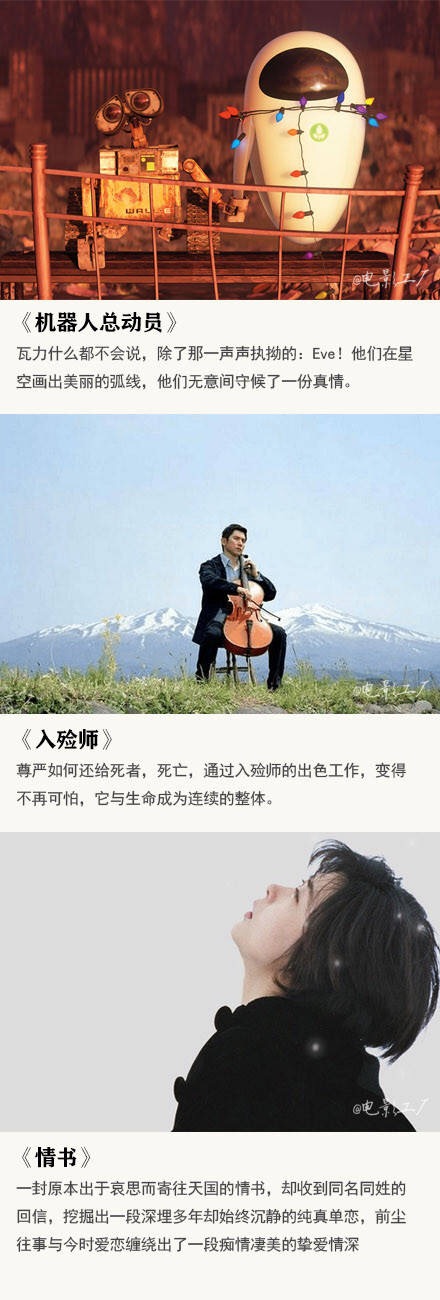 WALL·E
@电影工厂
《机器人总动员》
瓦力什么都不会说，除了那一声声执拗的：Eve！他们在星
空画出美丽的弧线，他们无意间守候了一份真情。
@电影工厂
《入殓师》
尊严如何还给死者，死亡，通过入殓师的出色工作，变得
不再可怕，它与生命成为连续的整体。
@电影工厂
《情书》
一封原本出于哀思而寄往天国的情书，却收到同名同姓的
回信，挖掘出一段深埋多年却始终沉静的纯真单恋，前尘
往事与今时爱恋缠绕出了一段痴情凄美的挚爱情深